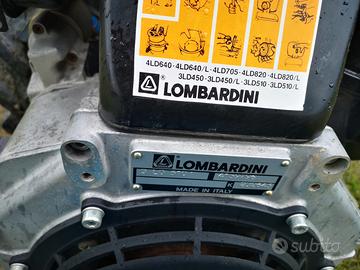 4LD640-4LD640/L-4LD705-4LD820-4LD820/L
3LD450-3LD450/L-3LD510-3LD510/L
LOMBARDINI
LOMBARDINI
K
MADE IN ITALY
subito